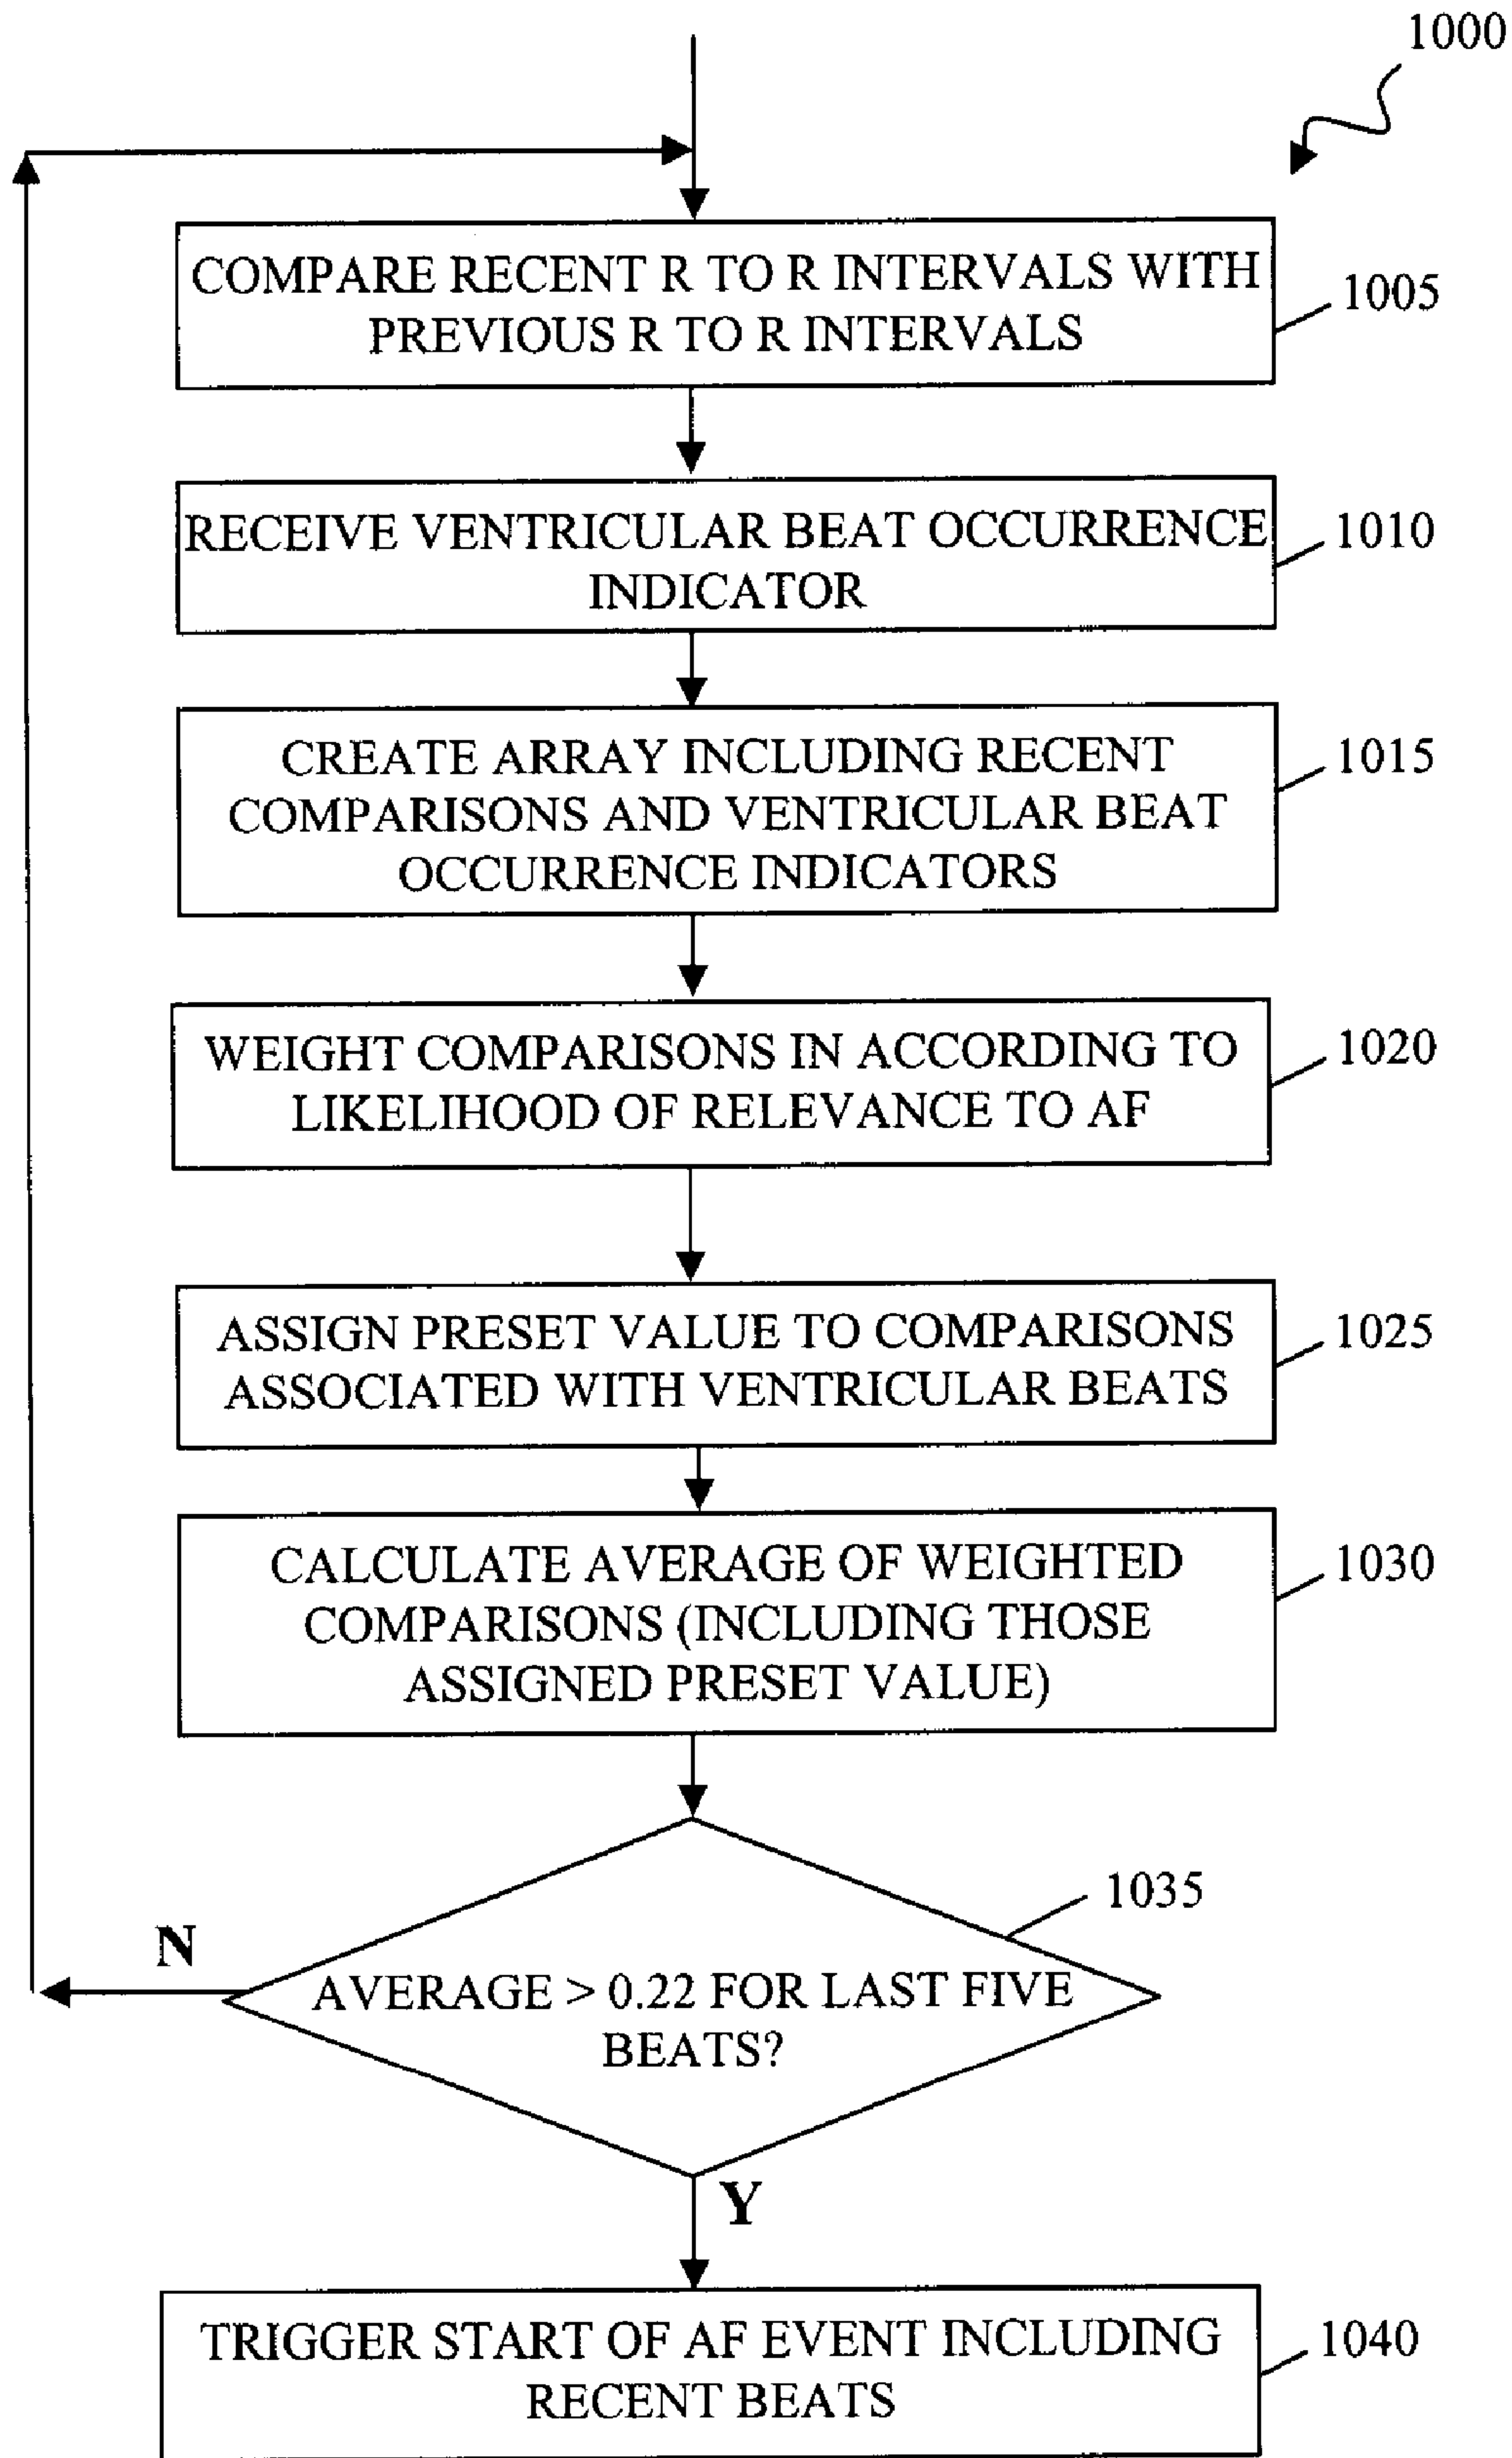 1000
COMPARE RECENT R TO R INTERVALS WITH
PREVIOUS R TO R INTERVALS
1005
RECEIVE VENTRICULAR BEAT OCCURRENCE
INDICATOR
1010
CREATE ARRAY INCLUDING RECENT
COMPARISONS AND VENTRICULAR BEAT
OCCURRENCE INDICATORS
1015
WEIGHT COMPARISONS IN ACCORDING TO
LIKELIHOOD OF RELEVANCE TO AF
1020
ASSIGN PRESET VALUE TO COMPARISONS
ASSOCIATED WITH VENTRICULAR BEATS
1025
CALCULATE AVERAGE OF WEIGHTED
COMPARISONS (INCLUDING THOSE
ASSIGNED PRESET VALUE)
1030
1035
N
AVERAGE > 0.22 FOR LAST FIVE
BEATS?
Y
TRIGGER START OF AF EVENT INCLUDING
RECENT BEATS
1040